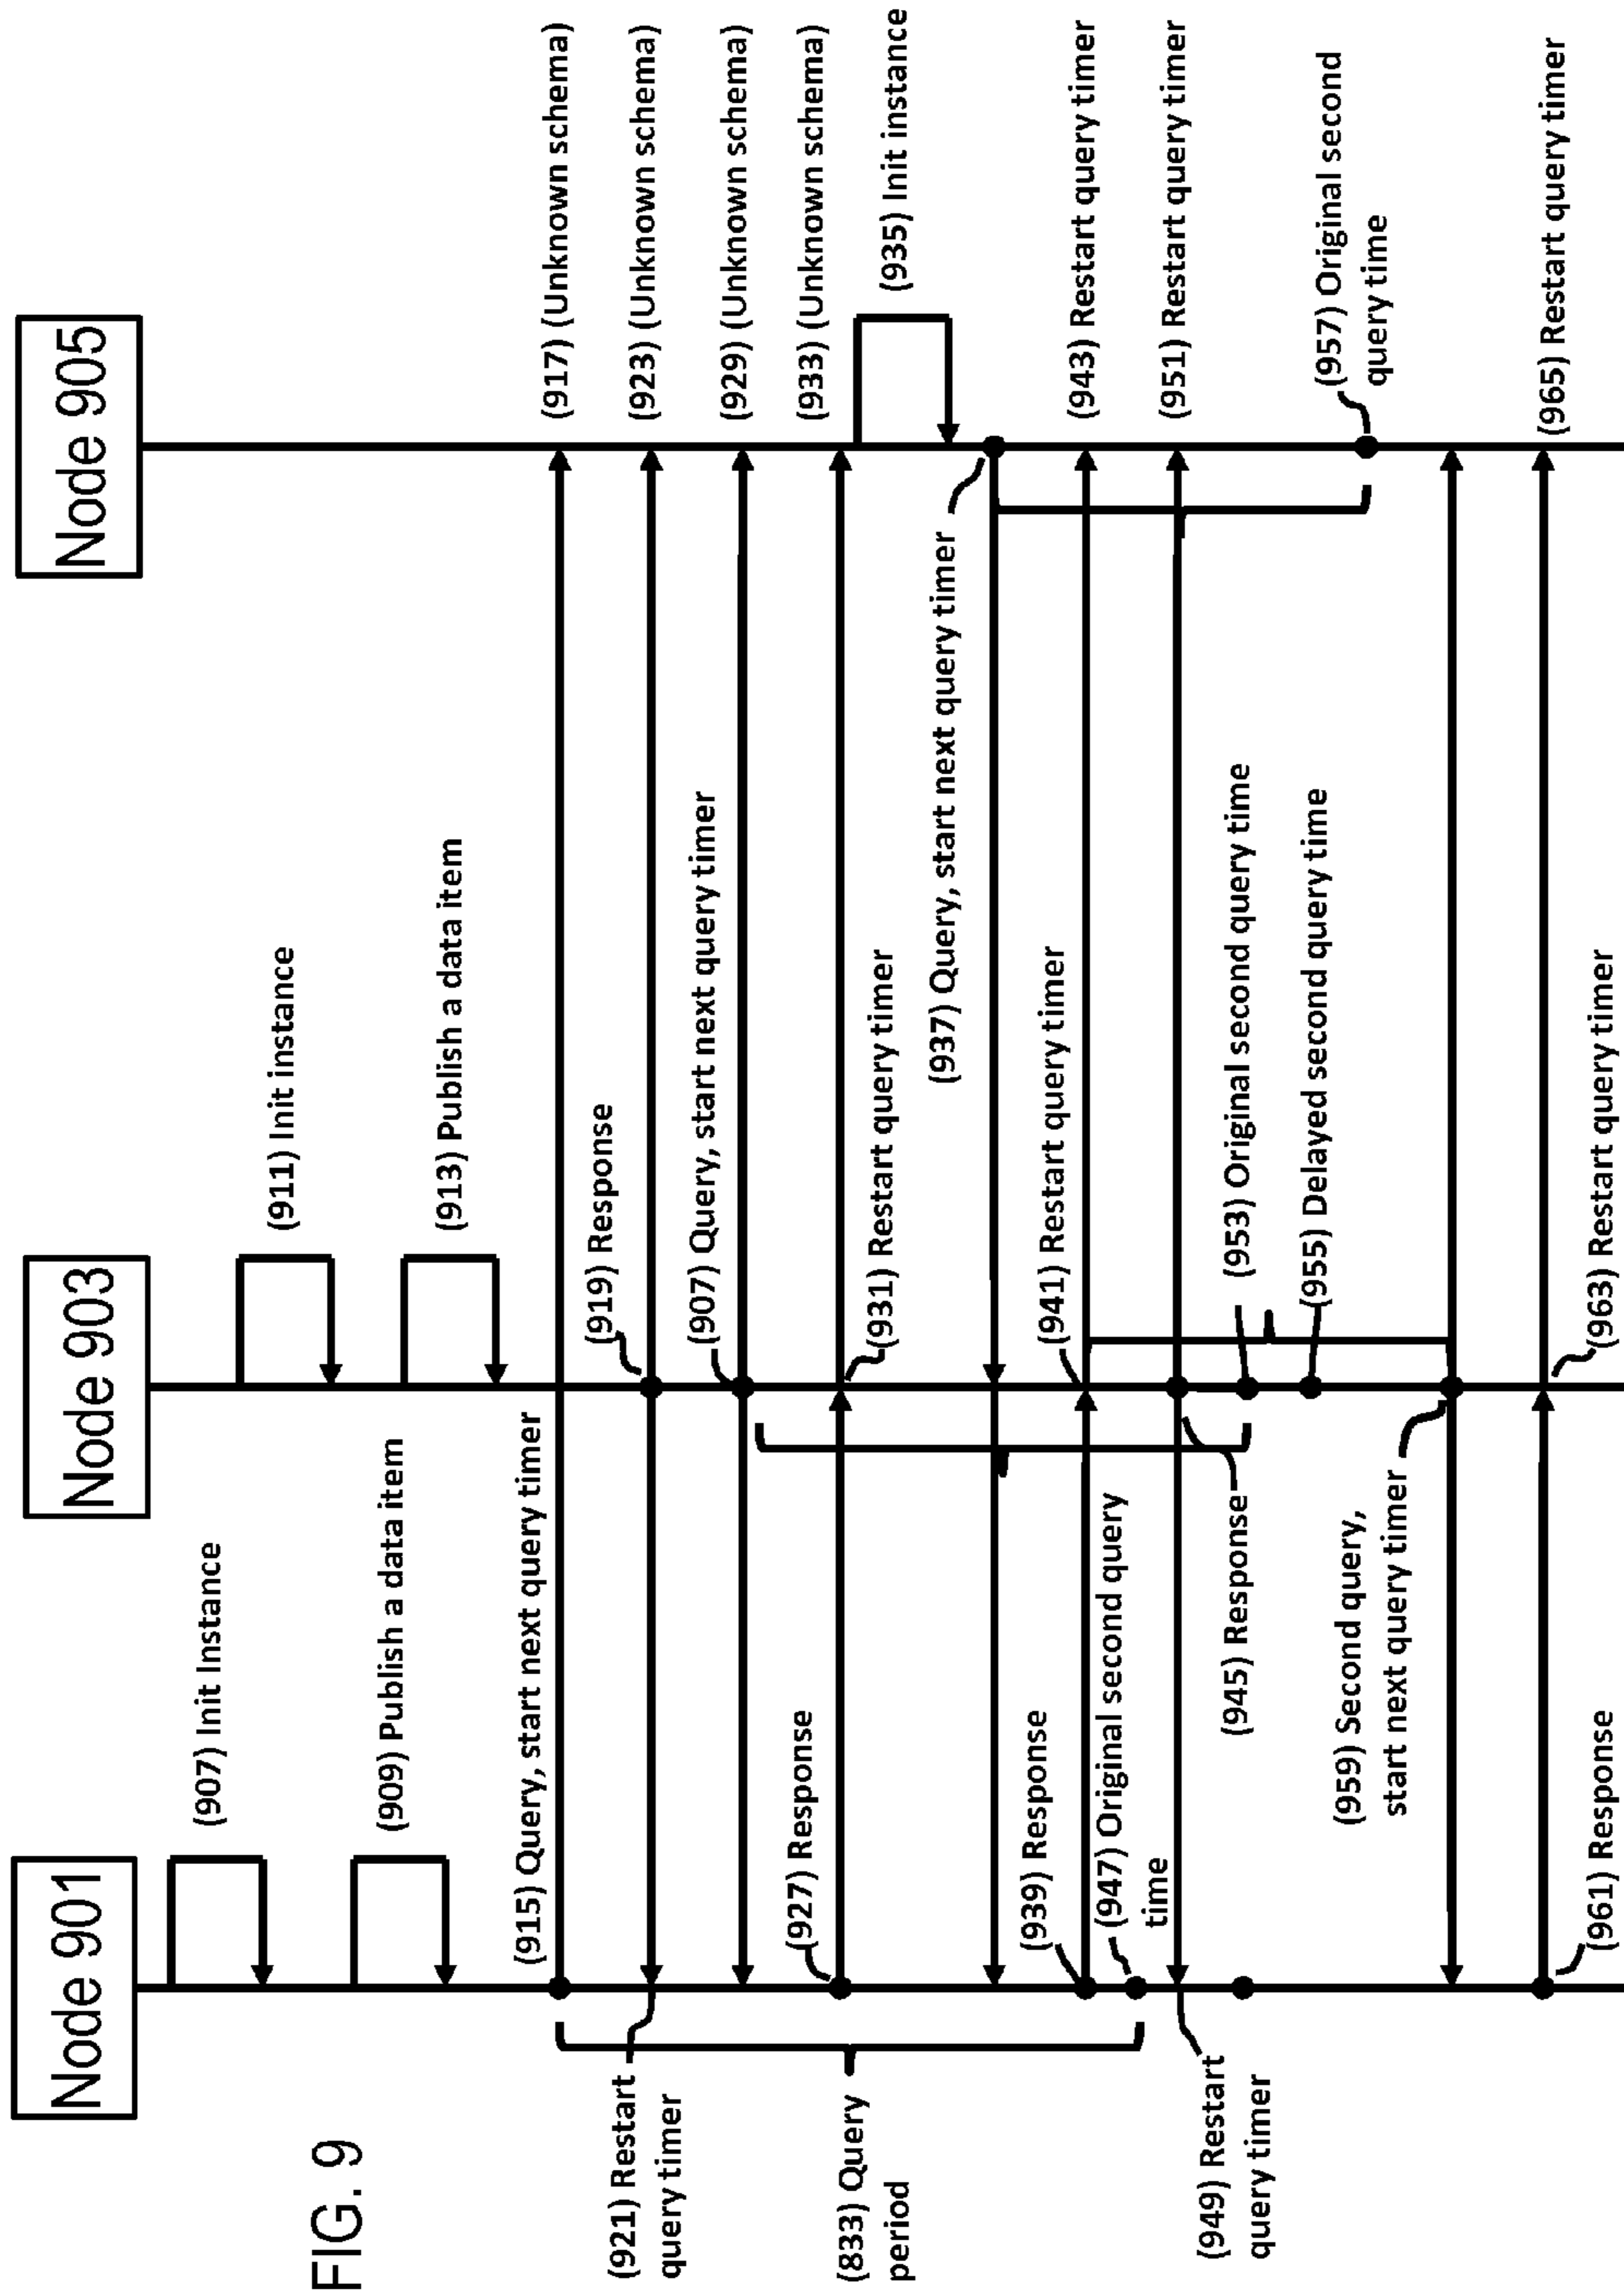 FIG. 9
Node 901
Node 903
Node 905
(907) Init Instance
(911) Init instance
(909) Publish a data item
(913) Publish a data item
(915) Query, start next query timer
(917) (Unknown schema)
(919) Response
(921) Restart
query timer
(923) (Unknown schema)
(907) Query, start next query timer
(929) (Unknown schema)
(927) Response
(931) Restart query timer
(933) (Unknown schema)
(833) Query
period
(935) Init instance
(937) Query, start next query timer
(939) Response
(941) Restart query timer
(943) Restart query timer
(947) Original second query
time
(945) Response
(949) Restart
query timer
(951) Restart query timer
(953) Original second query time
(955) Delayed second query time
(957) Original second
query time
(959) Second query,
start next query timer
(961) Response
(963) Restart query timer
(965) Restart query timer